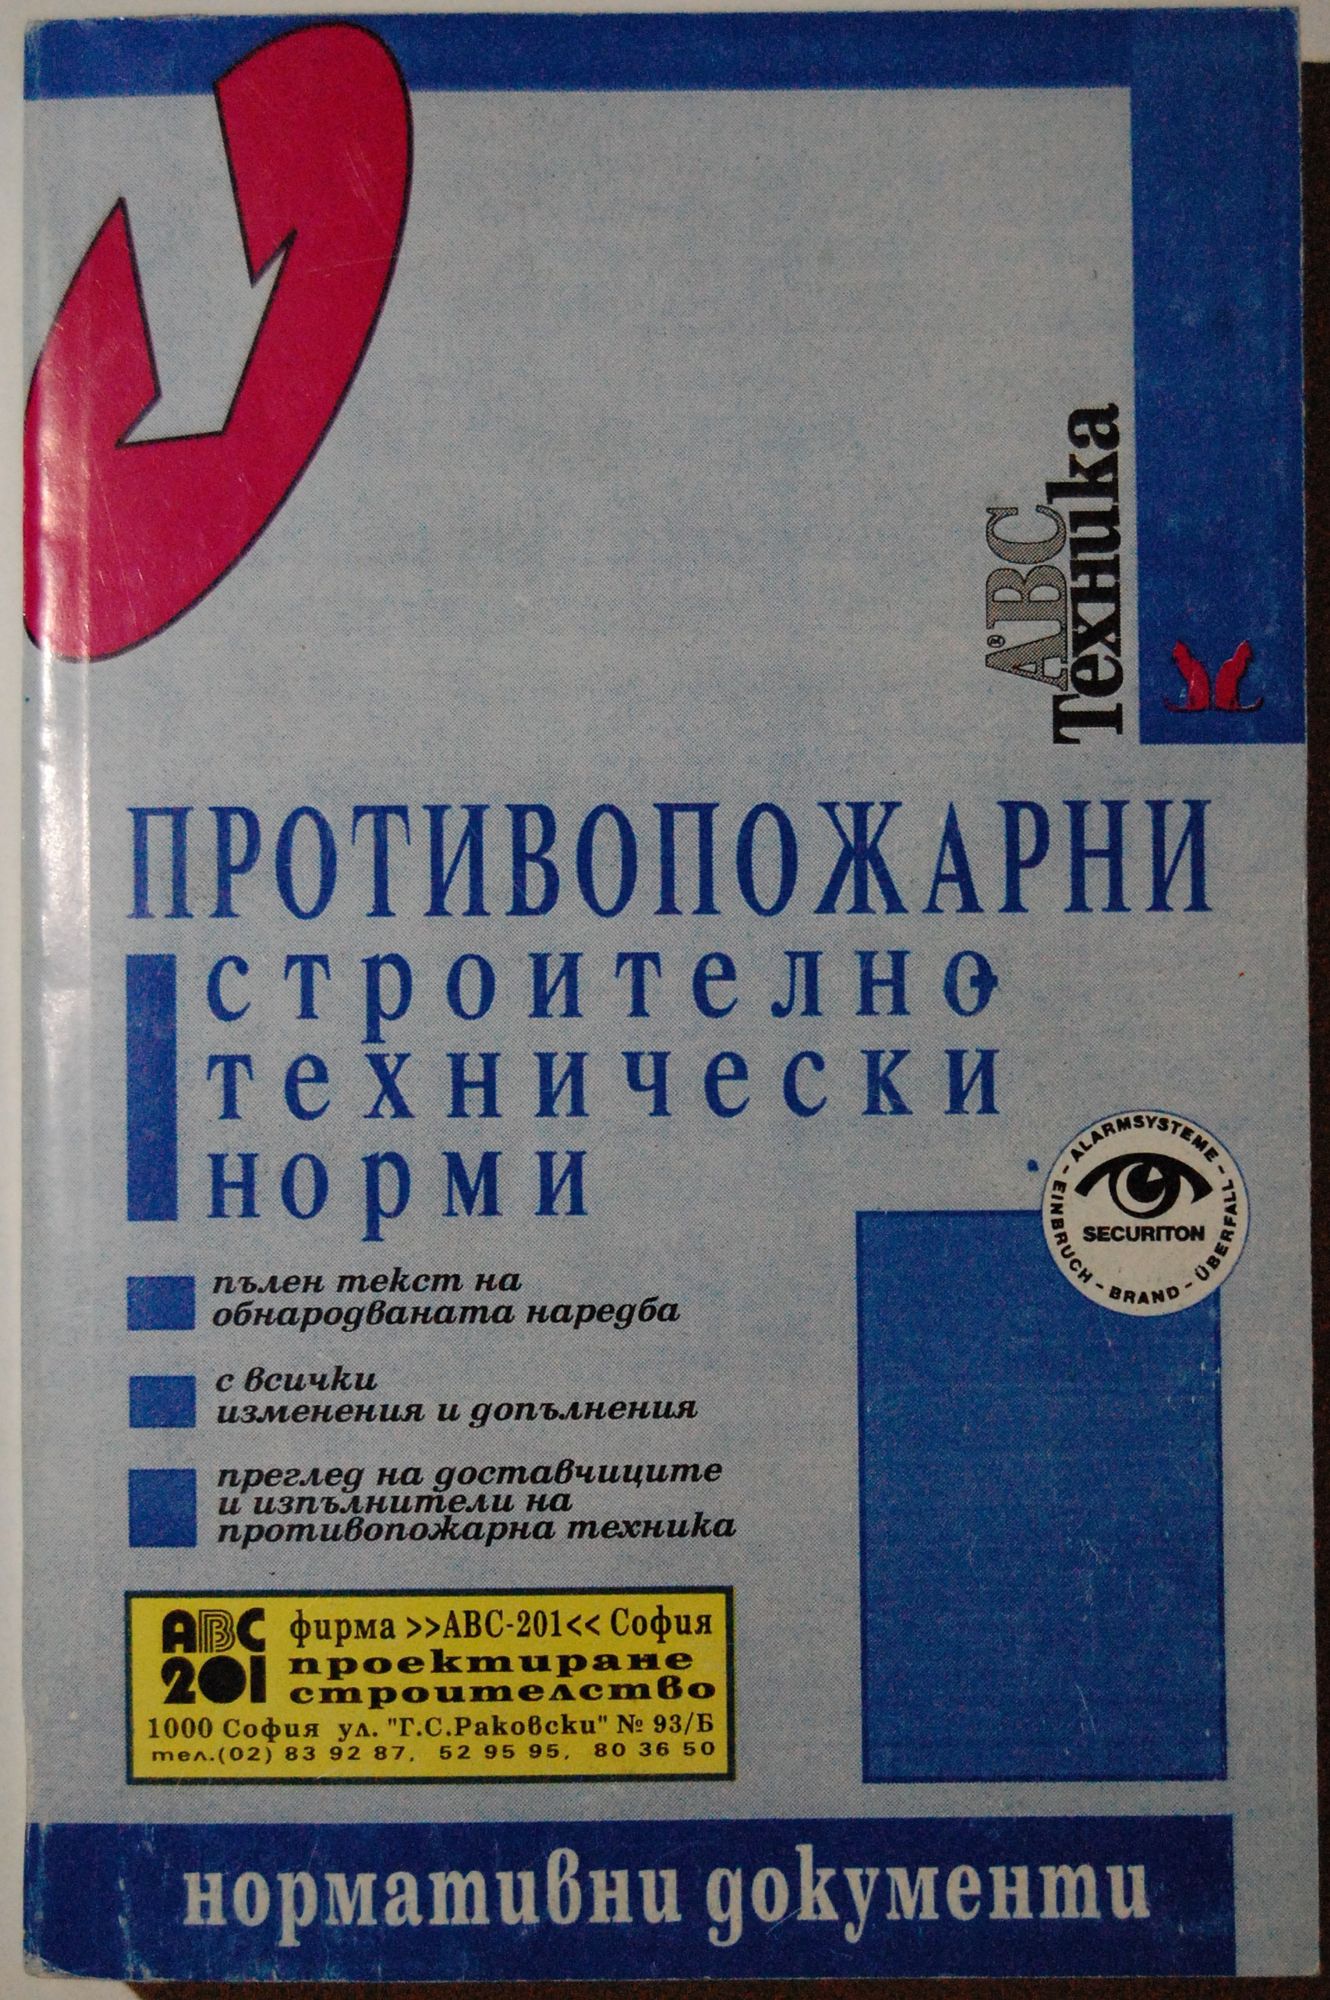 ®ABC
Техника
ПРОТИВОПОЖАРНИ
строително-
технически
норми
- ALARMSYSTEME -
EINBRUCH - BRAND - ÜBERFALL
SECURITON
пълен текст на
обнародваната наредба
с всички
изменения и допълнения
преглед на доставчиците
и изпълнители на
противопожарна техника
ABC
201
фирма >>АВС-201<< София
проектиране
строителство
1000 София ул. "Г.С.Раковски" № 93/Б
тел.(02) 83 92 87, 52 95 95, 80 36 50
нормативни документи